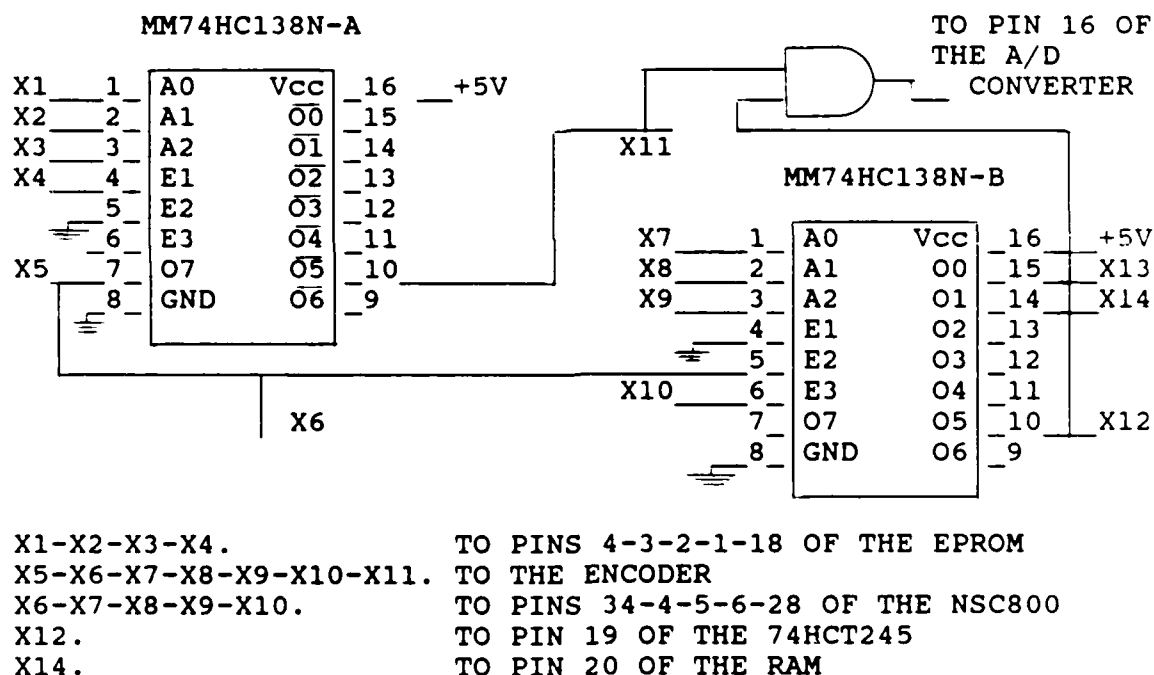 MM74HC138N-A
TO PIN 16 OF
THE A/D
CONVERTER
X1 1 A0 Vcc 16 +5V
X2 2 A1 O0 15
X3 3 A2 O1 14
X4 4 E1 O2 13
5 E2 O3 12
6 E3 O4 11
X5 7 O7 O5 10
8 GND O6 9
X11
MM74HC138N-B
X7 1 A0 Vcc 16 +5V
X8 2 A1 O0 15 X13
X9 3 A2 O1 14 X14
4 E1 O2 13
5 E2 O3 12
X10 6 E3 O4 11
7 O7 O5 10 X12
8 GND O6 9
X6
X1-X2-X3-X4. TO PINS 4-3-2-1-18 OF THE EPROM
X5-X6-X7-X8-X9-X10-X11. TO THE ENCODER
X6-X7-X8-X9-X10. TO PINS 34-4-5-6-28 OF THE NSC800
X12. TO PIN 19 OF THE 74HCT245
X14. TO PIN 20 OF THE RAM